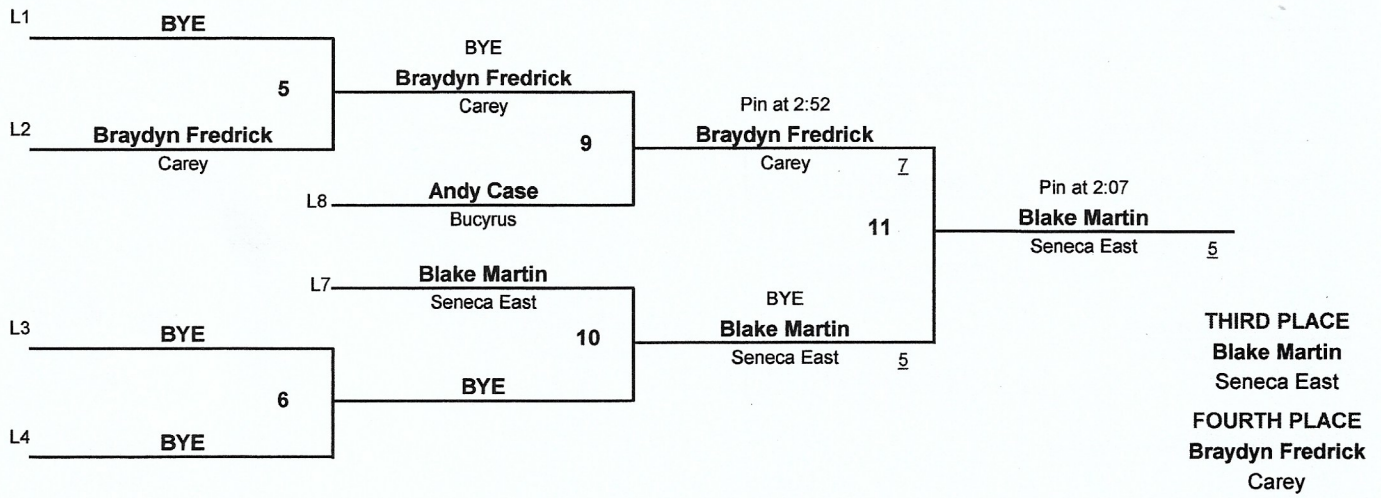 L1
BYE
5
L2
Braydyn Fredrick
Carey
BYE
Braydyn Fredrick
Carey
9
L8
Andy Case
Bucyrus
Pin at 2:52
Braydyn Fredrick
Carey 7
11
L7
Blake Martin
Seneca East
10
L3
BYE
6
BYE
L4
BYE
BYE
Blake Martin
Seneca East 5
Pin at 2:07
Blake Martin
Seneca East 5
THIRD PLACE
Blake Martin
Seneca East
FOURTH PLACE
Braydyn Fredrick
Carey